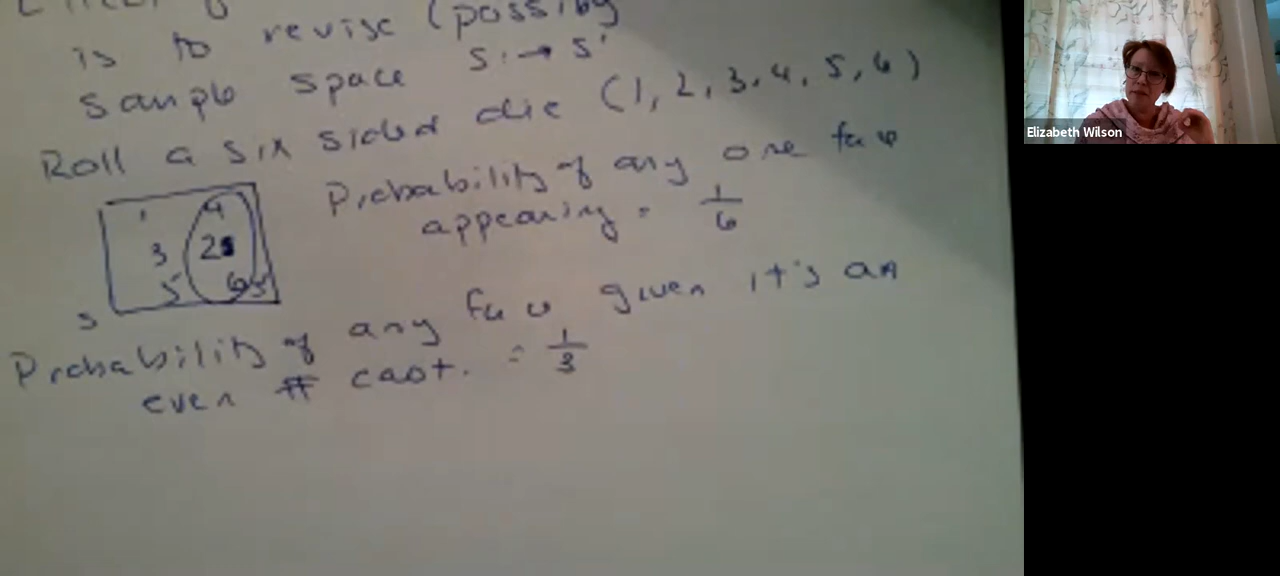 is to revise (possibly
sample space S → S'
Roll a six sided die (1, 2, 3, 4, 5, 6)
Probability of any one face
appearing = 1/6
1 4
3 2
5 6
S
Probability of any face given it's an
even # cast. = 1/3
Elizabeth Wilson